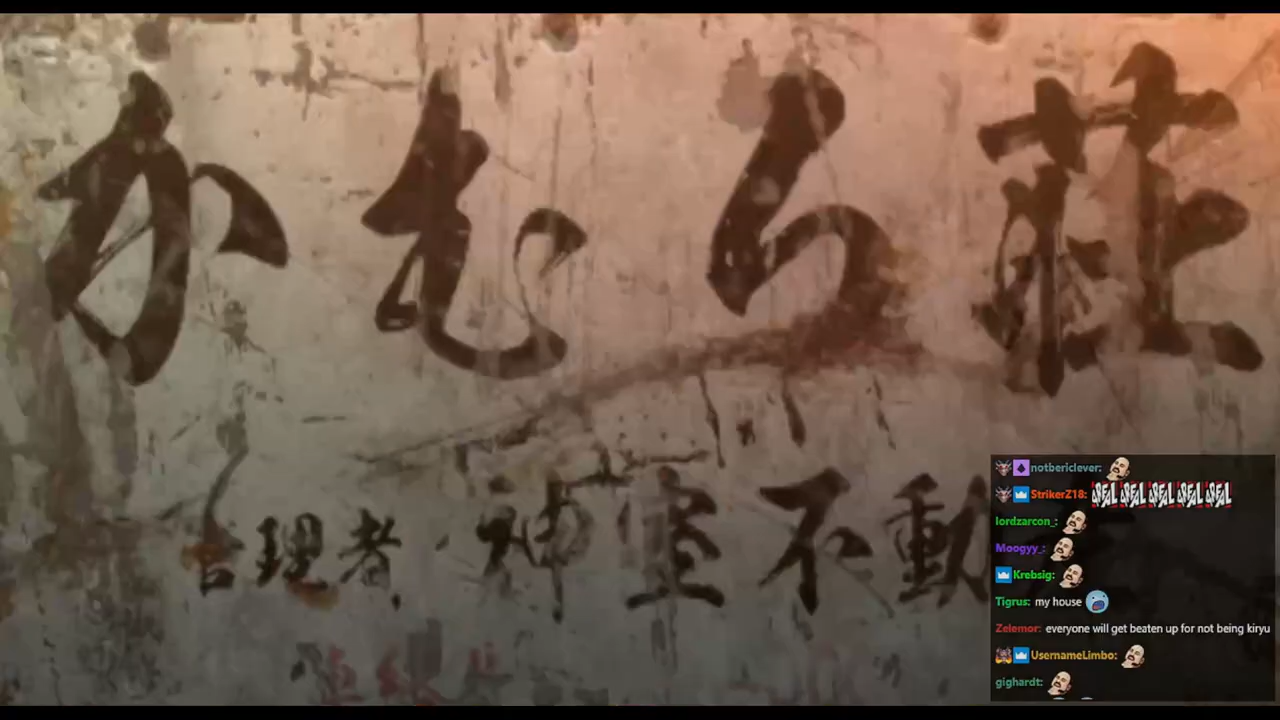 かむろ荘
管理者・神室不動
notbericlever:
StrikerZ18:
lordzarcon_:
Moogyy_:
Krebsig:
Tigrus: my house
Zelemor: everyone will get beaten up for not being kiryu
UsernameLimbo:
gighardt: